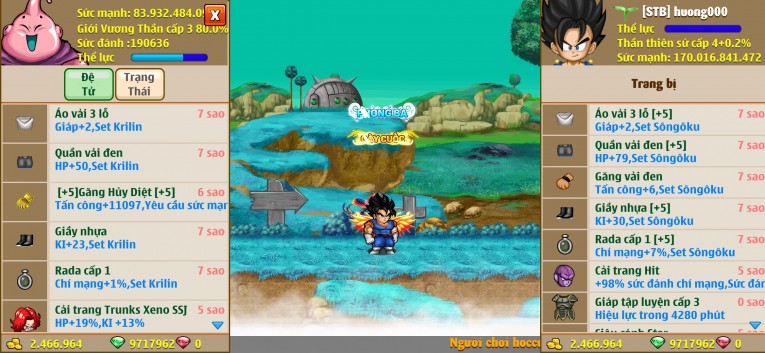 Sức mạnh: 83.932.484.0
Giới Vương Thần cấp 3 80.0%
Sức đánh :190636
Thể lực
X
Đệ
Tử
Trạng
Thái
Áo vải 3 lỗ
7 sao
Giáp+2,Set Krilin
Quần vải đen
7 sao
HP+50,Set Krilin
[+5]Găng Hủy Diệt [+5]
6 sao
Tấn công+11097,Yêu cầu sức mạ
Giầy nhựa
7 sao
KI+23,Set Krilin
Rada cấp 1
7 sao
Chí mạng+1%,Set Krilin
Cải trang Trunks Xeno SSJ
5 sao
HP+19%,KI +13%
2.466.964
9717962
0
Người chơi hoccu
[STB] huong000
Thể lực
Thần thiên sứ cấp 4+0.2%
Sức mạnh: 170.016.841.472
Trang bị
Áo vải 3 lỗ [+5]
7 sao
Giáp+2,Set Sôngôku
Quần vải đen [+5]
7 sao
HP+79,Set Sôngôku
Găng vải đen
7 sao
Tấn công+6,Set Sôngôku
Giầy nhựa [+5]
7 sao
KI+30,Set Sôngôku
Rada cấp 1 [+5]
7 sao
Chí mạng+7%,Set Sôngôku
Cải trang Hit
5 sao
+98% sức đánh chí mạng,Sức đán
Giáp tập luyện cấp 3
0 sao
Hiệu lực trong 4280 phút
5 sao
2.466.964
9717962
0